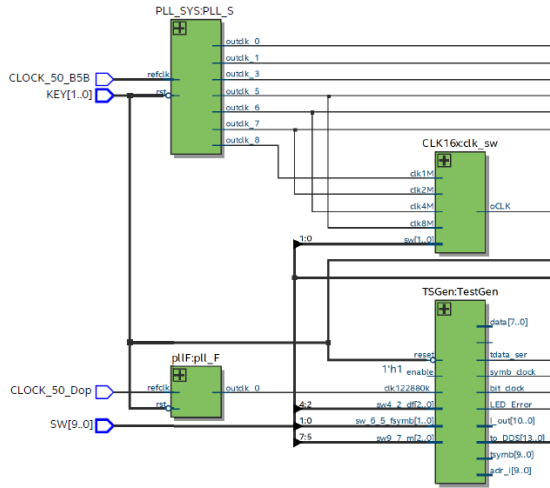 PLL_SYS:PLL_S
outclk_0
outclk_1
CLOCK_50_B5B
refclk
outclk_3
KEY[1..0]
rst
outclk_5
outclk_6
outclk_7
outclk_8
CLK16x:clk_sw
clk1M
clk2M
clk4M
oCLK
clk8M
1:0
sw[1..0]
TSGen:TestGen
data[7..0]
pllF:pll_F
reset
tdata_ser
1'h1
enable
symb_clock
CLOCK_50_Dop
refclk
outclk_0
clk122880k
bit_clock
rst
4:2
sw4_2_df[2..0]
LED_Error
SW[9..0]
1:0
sw_6_5_fsymb[1..0]
I_out[10..0]
7:5
sw9_7_m[2..0]
to_DDS[13..0]
tsymb[9..0]
adr_I[9..0]